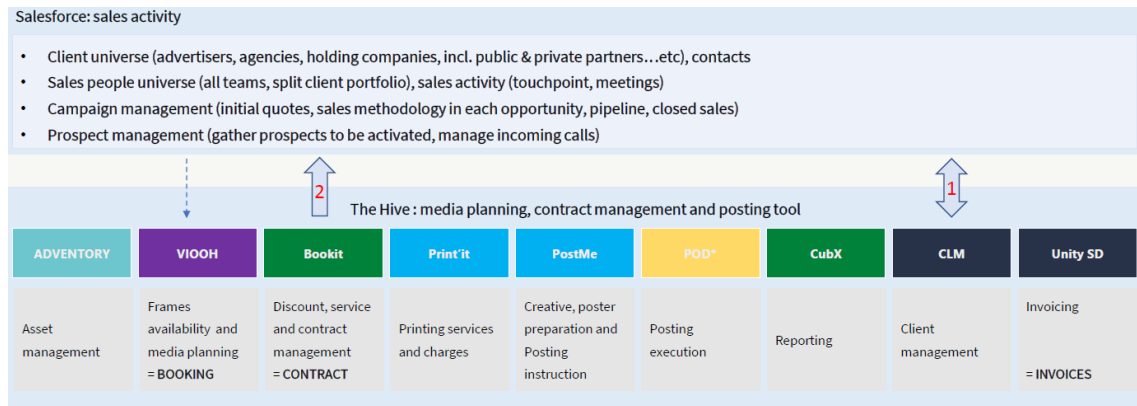 Salesforce: sales activity
• Client universe (advertisers, agencies, holding companies, incl. public & private partners…etc), contacts
• Sales people universe (all teams, split client portfolio), sales activity (touchpoint, meetings)
• Campaign management (initial quotes, sales methodology in each opportunity, pipeline, closed sales)
• Prospect management (gather prospects to be activated, manage incoming calls)
2
1
The Hive : media planning, contract management and posting tool
ADVENTORY
VIOOH
Bookit
Print'it
PostMe
POD*
CubX
CLM
Unity SD
Asset
management
Frames
availability and
media planning
= BOOKING
Discount, service
and contract
management
= CONTRACT
Printing services
and charges
Creative, poster
preparation and
Posting
instruction
Posting
execution
Reporting
Client
management
Invoicing
= INVOICES